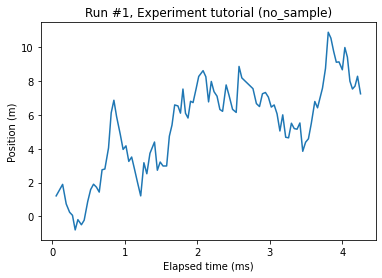 Run #1, Experiment tutorial (no_sample)
Position (m)
10
8
6
4
2
0
0 1 2 3 4
Elapsed time (ms)